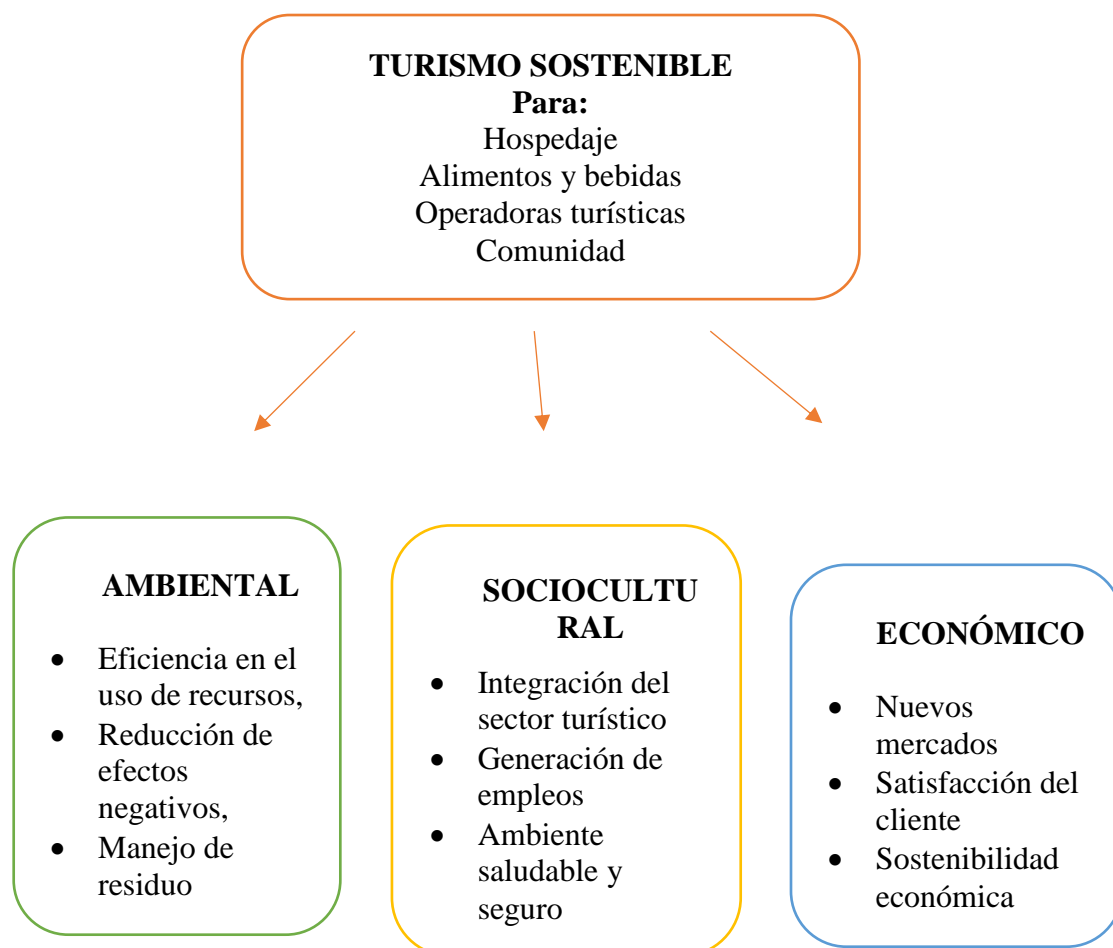 TURISMO SOSTENIBLE
Para:
Hospedaje
Alimentos y bebidas
Operadoras turísticas
Comunidad
AMBIENTAL
• Eficiencia en el
uso de recursos,
• Reducción de
efectos
negativos,
• Manejo de
residuo
SOCIOCULTU
RAL
• Integración del
sector turístico
• Generación de
empleos
• Ambiente
saludable y
seguro
ECONÓMICO
• Nuevos
mercados
• Satisfacción del
cliente
• Sostenibilidad
económica